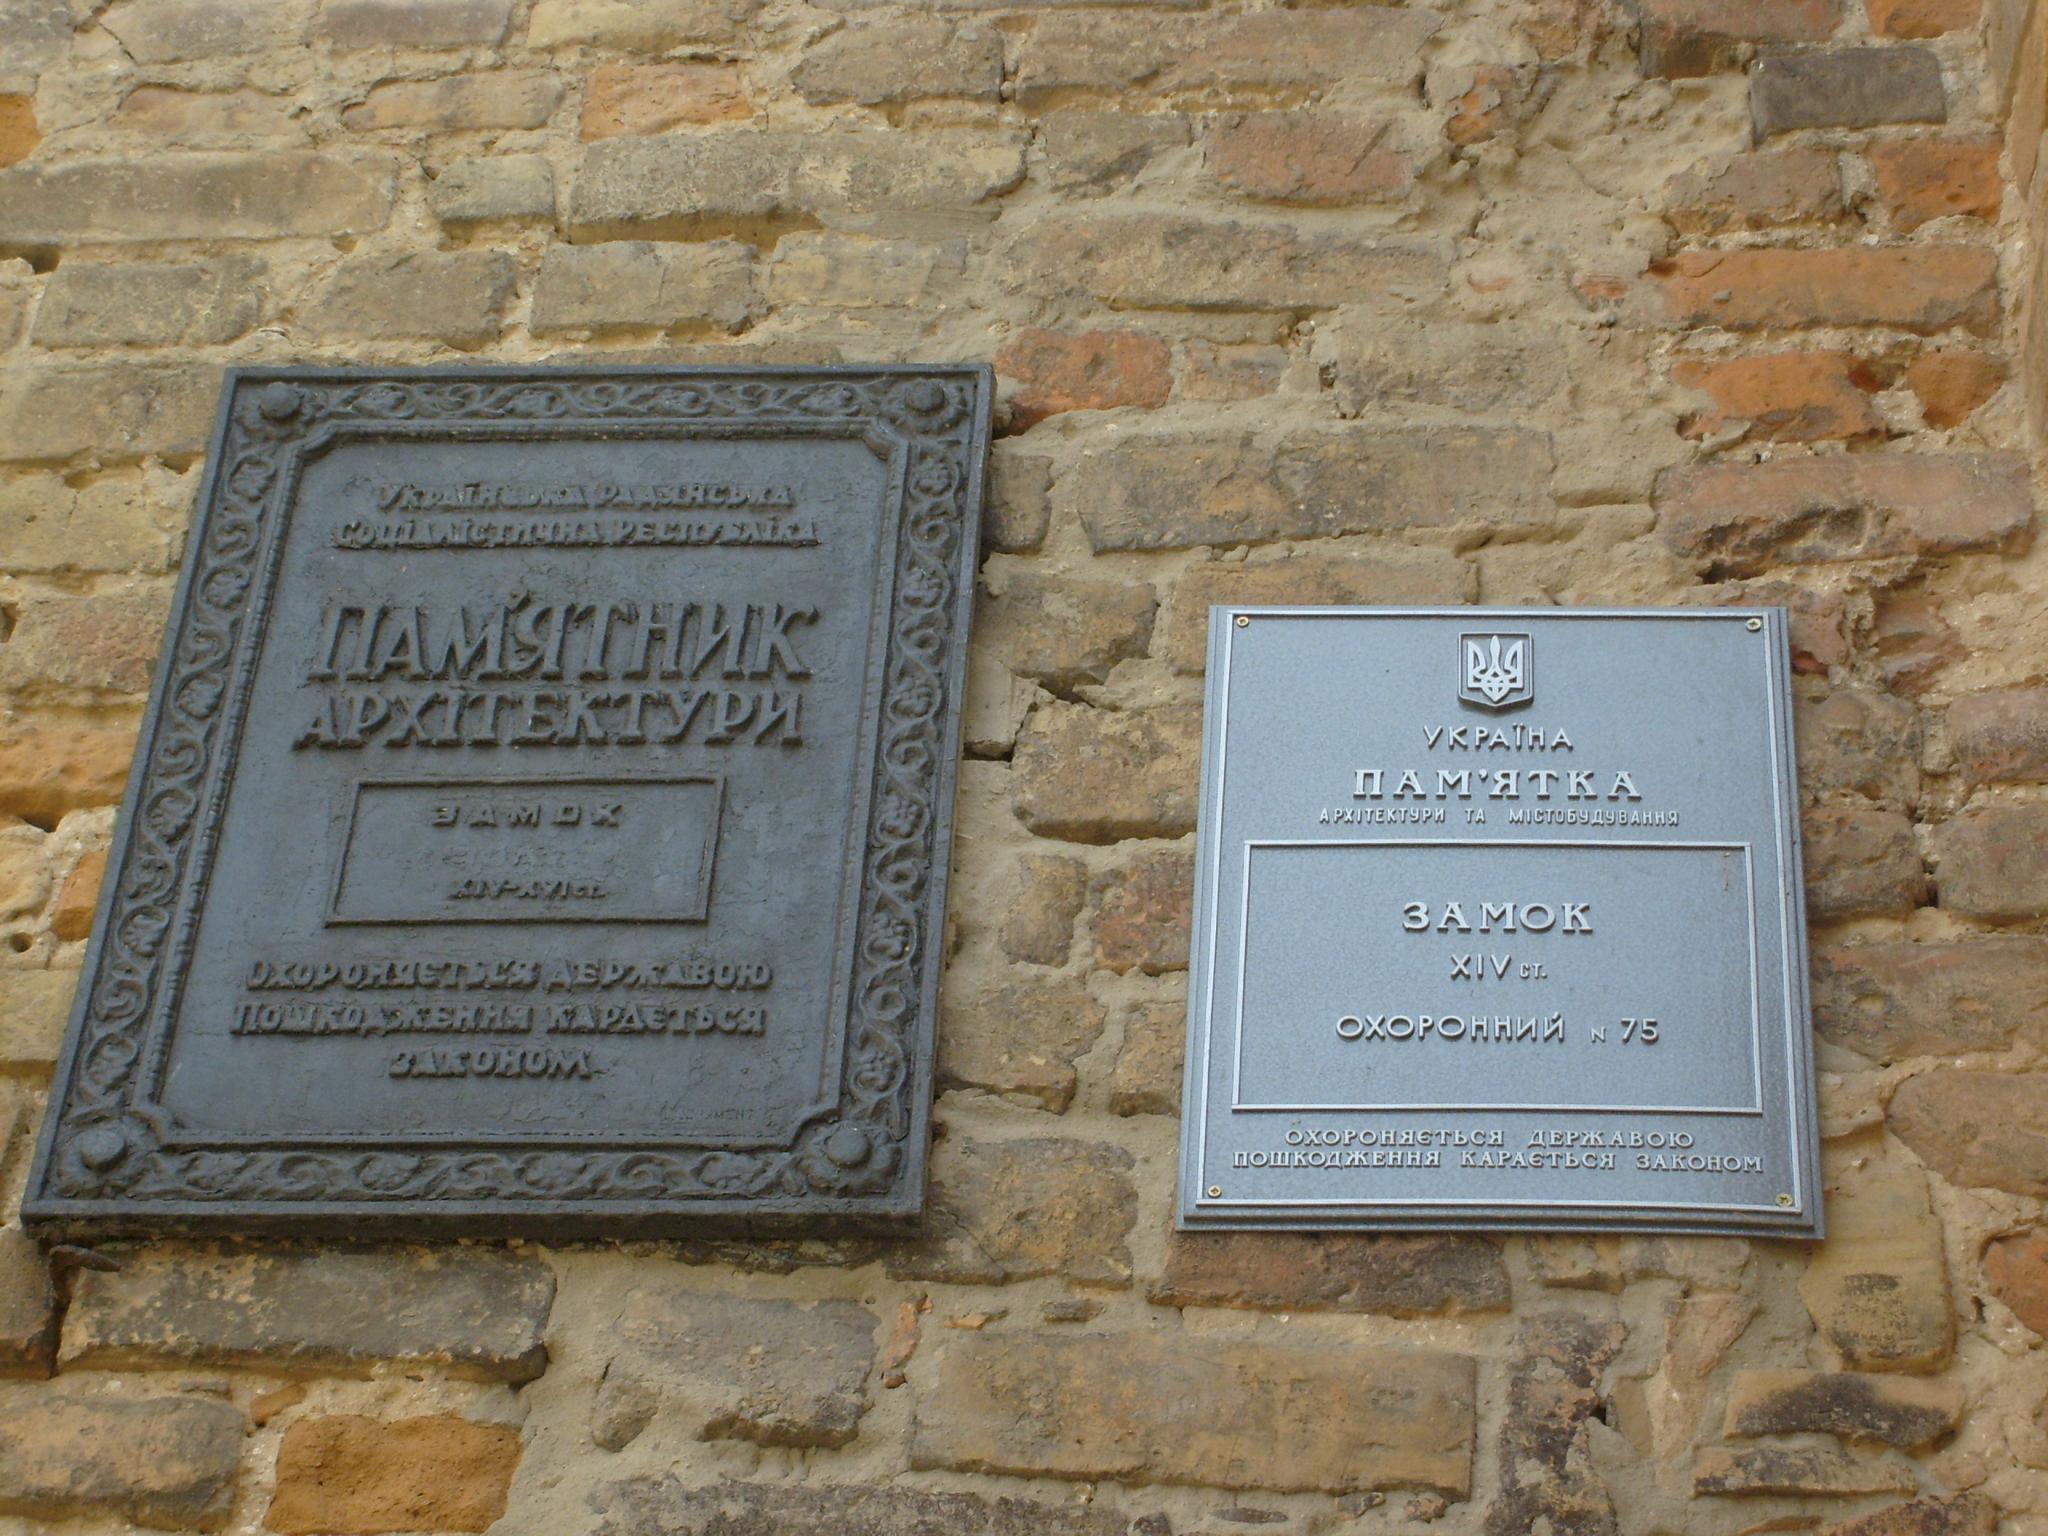 УКРАЇНСЬКА РАДЯНСЬКА
СОЦІАЛІСТИЧНА РЕСПУБЛІКА
ПАМ'ЯТНИК
АРХІТЕКТУРИ
ЗАМОК
XIV-XVI ст.
ОХОРОНЯЄТЬСЯ ДЕРЖАВОЮ
ПОШКОДЖЕННЯ КАРАЄТЬСЯ
ЗАКОНОМ
УКРАЇНА
ПАМ'ЯТКА
АРХІТЕКТУРИ ТА МІСТОБУДУВАННЯ
ЗАМОК
XIV СТ.
ОХОРОННИЙ N 75
ОХОРОНЯЄТЬСЯ ДЕРЖАВОЮ
ПОШКОДЖЕННЯ КАРАЄТЬСЯ ЗАКОНОМ